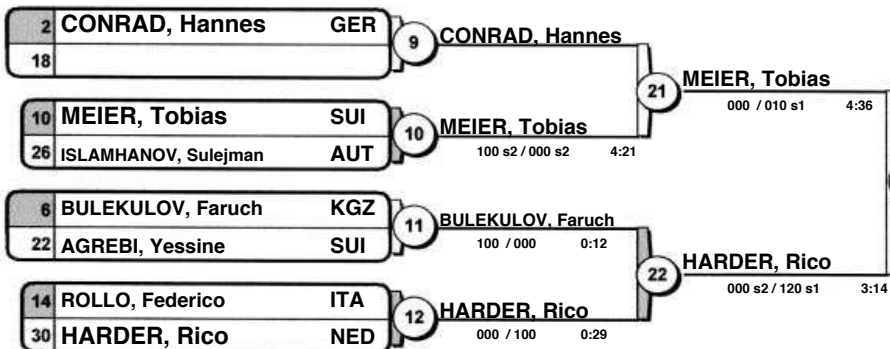 2 CONRAD, Hannes GER
18
9 CONRAD, Hannes
10 MEIER, Tobias SUI
26 ISLAMHANOV, Sulejman AUT
10 MEIER, Tobias
100 s2 / 000 s2 4:21
21 MEIER, Tobias
000 / 010 s1 4:36
6 BULEKULOV, Faruch KGZ
22 AGREBI, Yessine SUI
11 BULEKULOV, Faruch
100 / 000 0:12
14 ROLLO, Federico ITA
30 HARDER, Rico NED
12 HARDER, Rico
000 / 100 0:29
22 HARDER, Rico
000 s2 / 120 s1 3:14